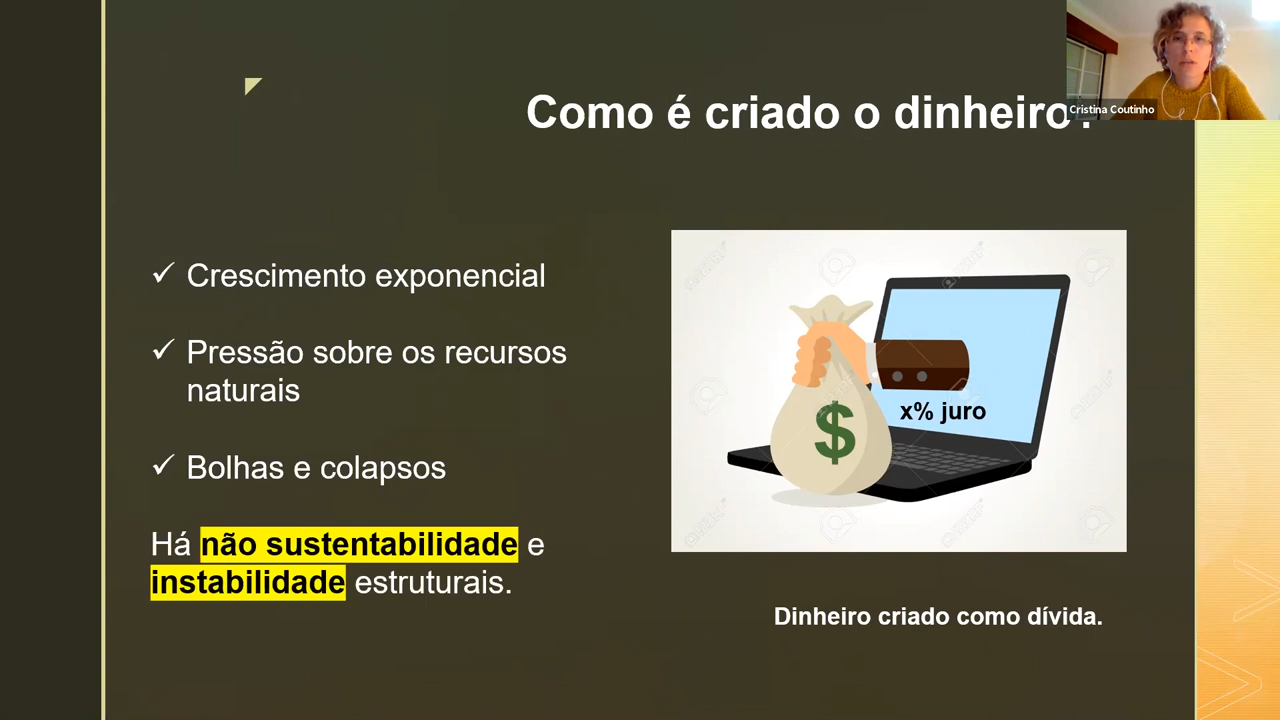 Como é criado o dinheiro?
Cristina Coutinho
✓ Crescimento exponencial
✓ Pressão sobre os recursos
naturais
✓ Bolhas e colapsos
Há não sustentabilidade e
instabilidade estruturais.
$
x% juro
Dinheiro criado como dívida.